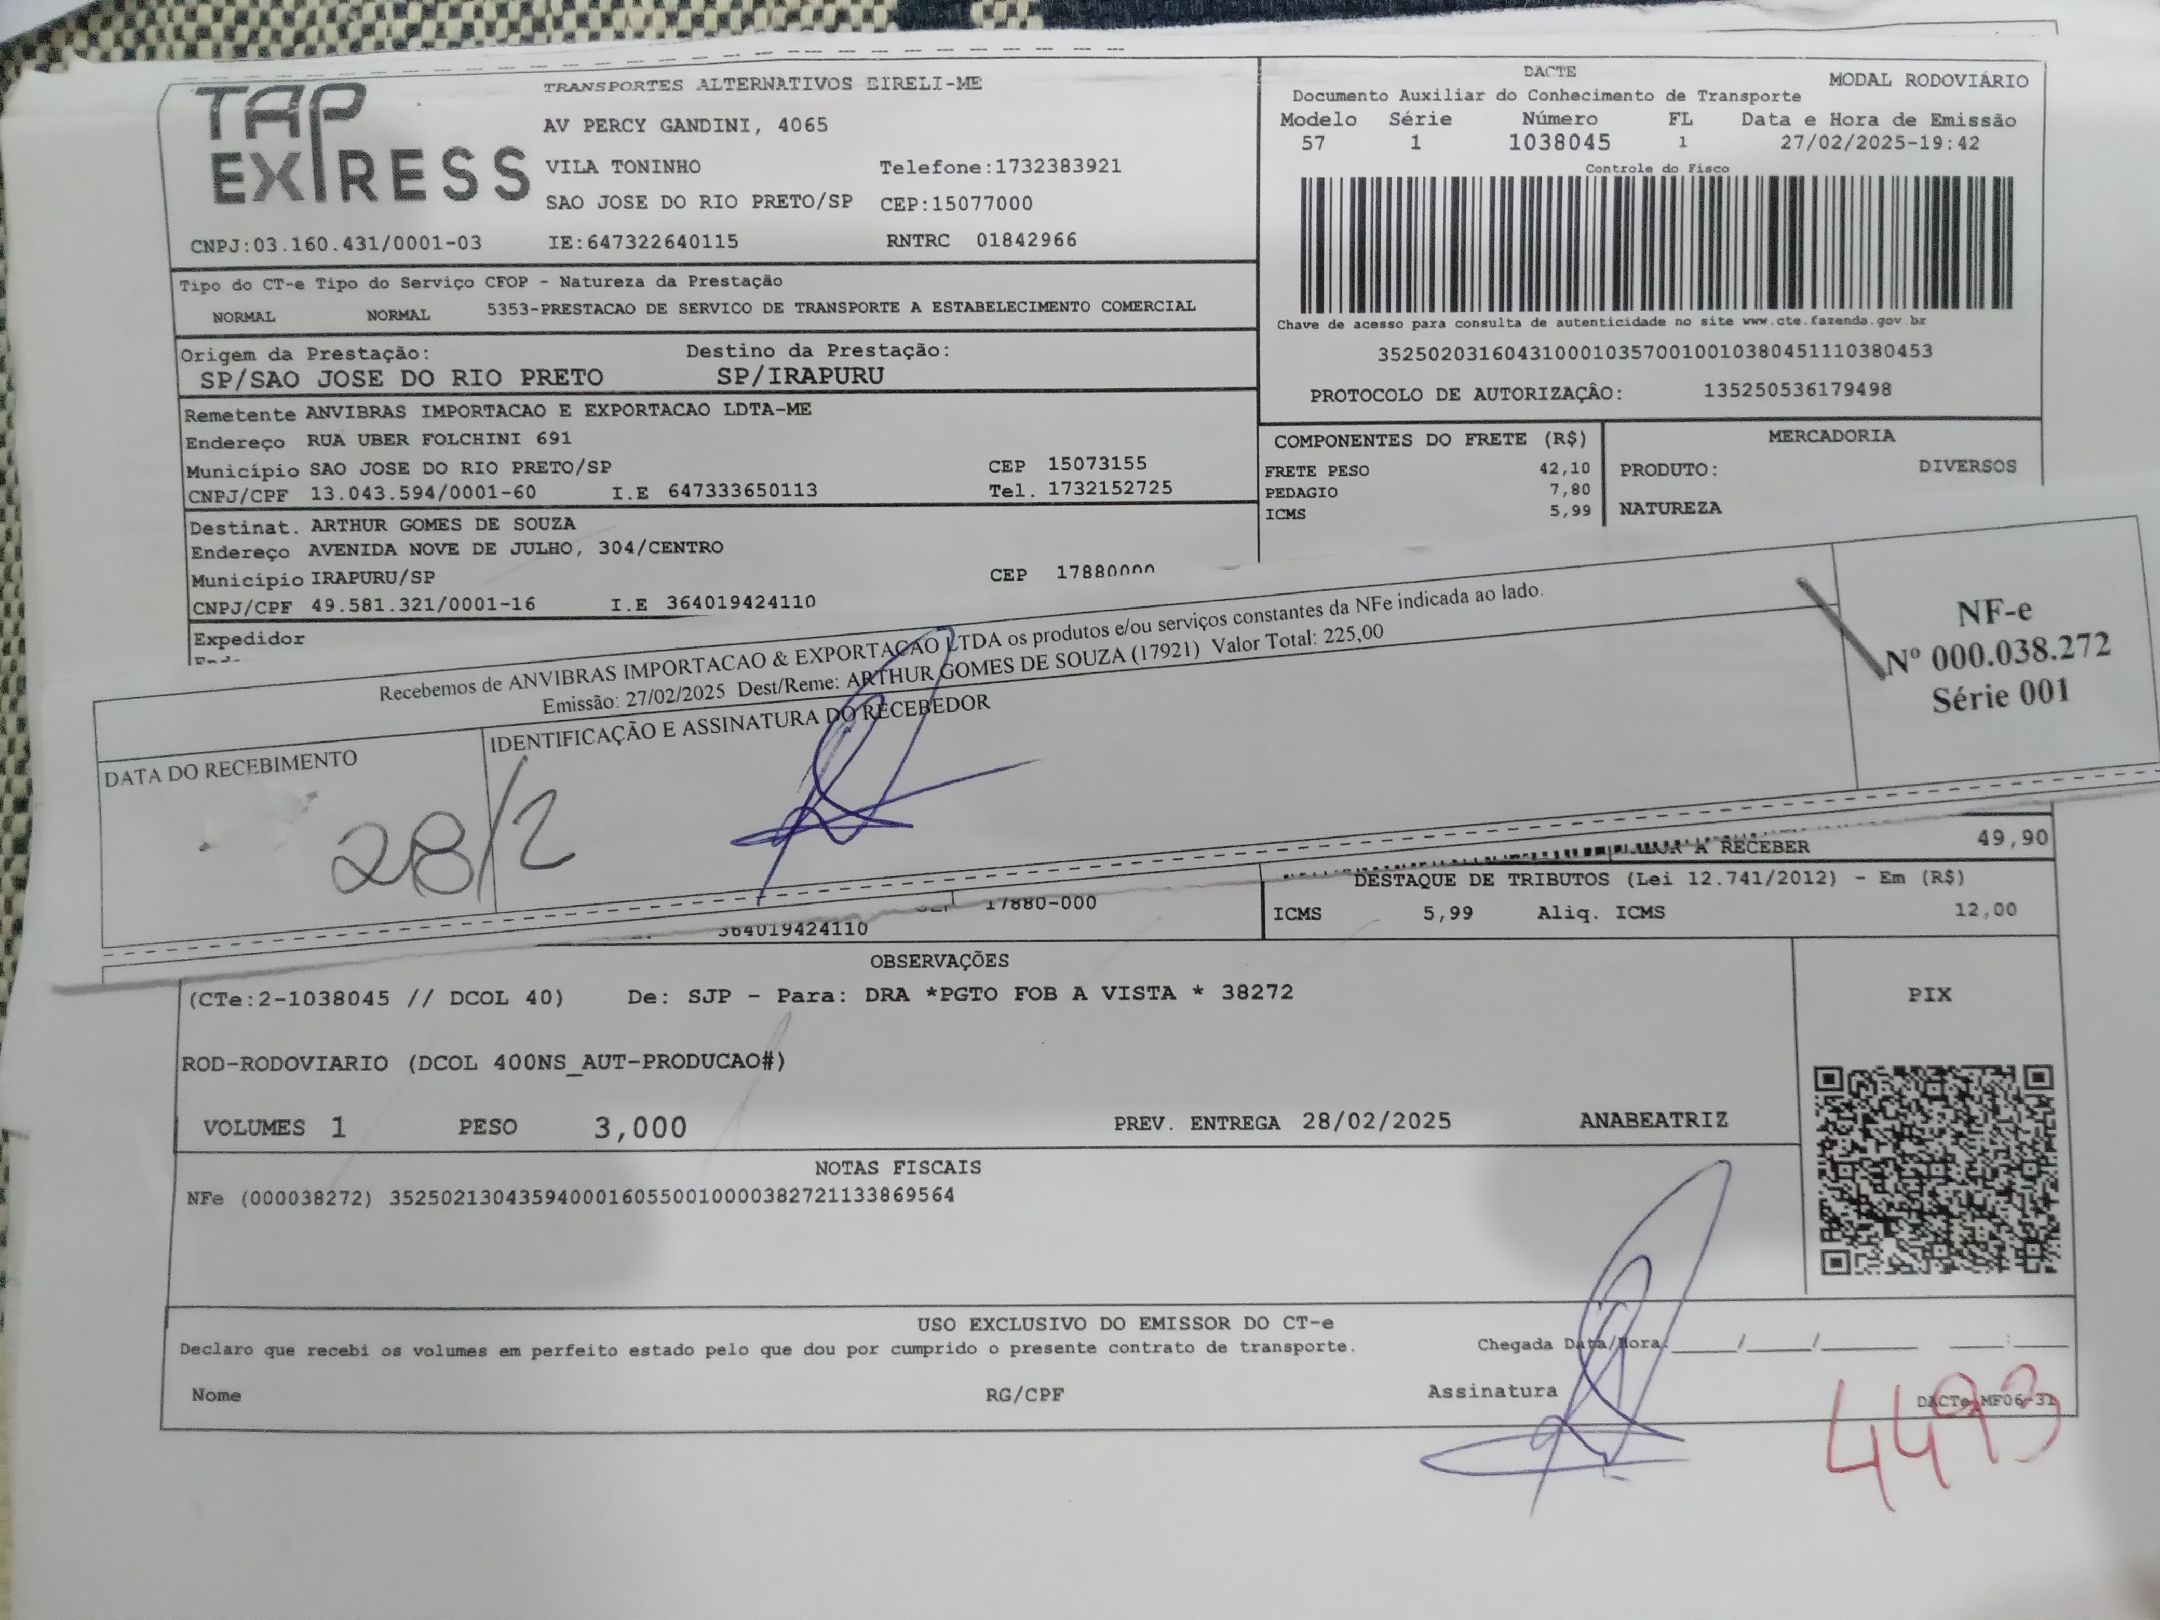 TAP EXPRESS
TRANSPORTES ALTERNATIVOS EIRELI-ME
AV PERCY GANDINI, 4065
VILA TONINHO Telefone:1732383921
SAO JOSE DO RIO PRETO/SP CEP:15077000
CNPJ:03.160.431/0001-03 IE:647322640115 RNTRC 01842966
DACTE MODAL RODOVIÁRIO
Documento Auxiliar do Conhecimento de Transporte
Modelo Série Número FL Data e Hora de Emissão
57 1 1038045 1 27/02/2025-19:42
Controle do Fisco
Chave de acesso para consulta de autenticidade no site www.cte.fazenda.gov.br
35250203160431000103570010010380451110380453
PROTOCOLO DE AUTORIZAÇÂO: 135250536179498
Tipo do CT-e Tipo do Serviço CFOP - Natureza da Prestação
NORMAL NORMAL 5353-PRESTACAO DE SERVICO DE TRANSPORTE A ESTABELECIMENTO COMERCIAL
Origem da Prestação: Destino da Prestação:
SP/SAO JOSE DO RIO PRETO SP/IRAPURU
Remetente ANVIBRAS IMPORTACAO E EXPORTACAO LDTA-ME
Endereço RUA UBER FOLCHINI 691
Município SAO JOSE DO RIO PRETO/SP CEP 15073155
CNPJ/CPF 13.043.594/0001-60 I.E 647333650113 Tel. 1732152725
Destinat. ARTHUR GOMES DE SOUZA
Endereço AVENIDA NOVE DE JULHO, 304/CENTRO
Município IRAPURU/SP CEP 17880000
CNPJ/CPF 49.581.321/0001-16 I.E 364019424110
Expedidor
COMPONENTES DO FRETE (R$)
FRETE PESO 42,10
PEDAGIO 7,80
ICMS 5,99
MERCADORIA
PRODUTO: DIVERSOS
NATUREZA
Recebemos de ANVIBRAS IMPORTACAO & EXPORTACAO LTDA os produtos e/ou serviços constantes da NFe indicada ao lado.
Emissão: 27/02/2025 Dest/Reme: ARTHUR GOMES DE SOUZA (17921) Valor Total: 225,00
NF-e
Nº 000.038.272
Série 001
DATA DO RECEBIMENTO
IDENTIFICAÇÃO E ASSINATURA DO RECEBEDOR
28/2
A RECEBER 49,90
DESTAQUE DE TRIBUTOS (Lei 12.741/2012) - Em (R$)
ICMS 5,99 Aliq. ICMS 12,00
17880-000
364019424110
OBSERVAÇÕES
(CTe:2-1038045 // DCOL 40) De: SJP - Para: DRA *PGTO FOB A VISTA * 38272
ROD-RODOVIARIO (DCOL 400NS_AUT-PRODUCAO#)
VOLUMES 1 PESO 3,000 PREV. ENTREGA 28/02/2025 ANABEATRIZ
PIX
NOTAS FISCAIS
NFe (000038272) 35250213043594000160550010000382721133869564
USO EXCLUSIVO DO EMISSOR DO CT-e
Declaro que recebi os volumes em perfeito estado pelo que dou por cumprido o presente contrato de transporte. Chegada Data/Hora: ____/____/______ ____:____
Nome RG/CPF Assinatura DACTe MF06-31
4493